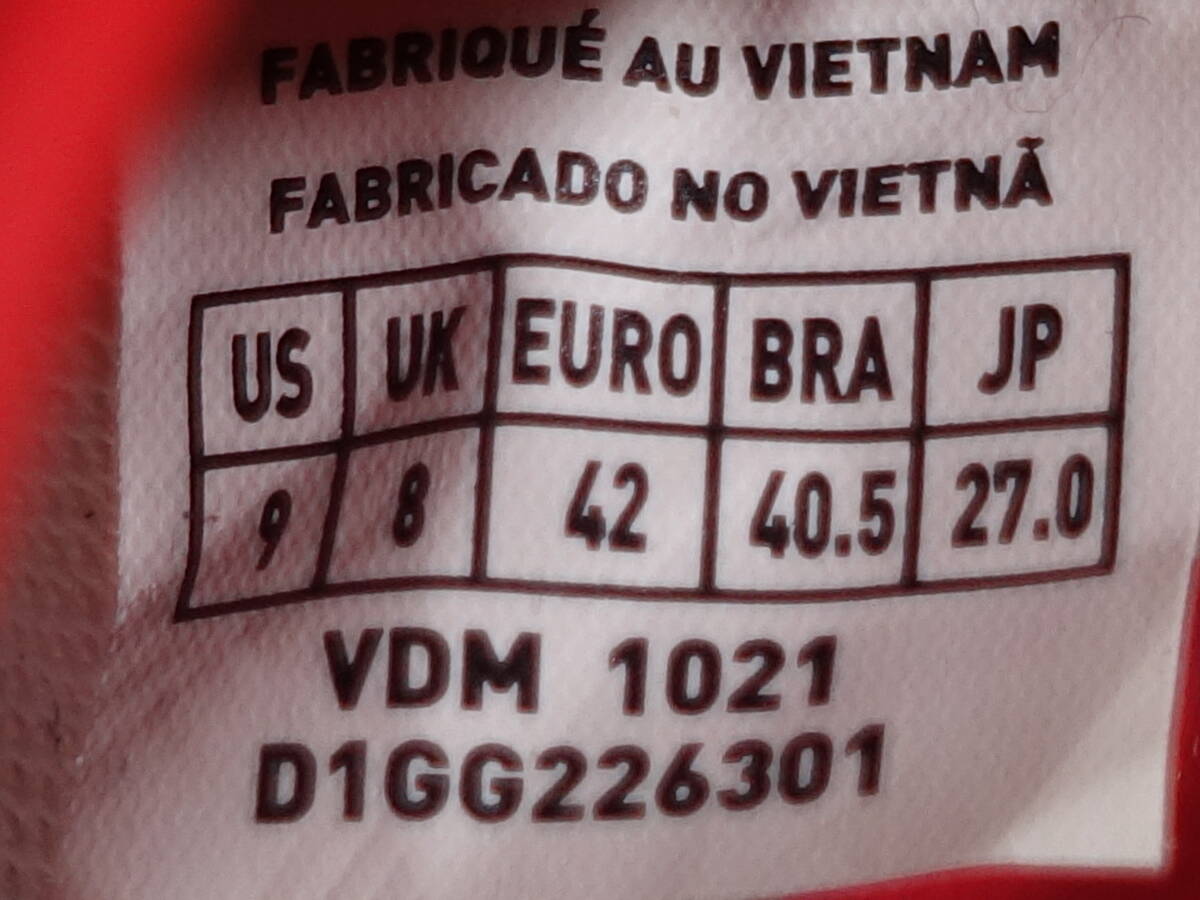 FABRIQUÉ AU VIETNAM
FABRICADO NO VIETNÃ
US UK EURO BRA JP
9 8 42 40.5 27.0
VDM 1021
D1GG226301